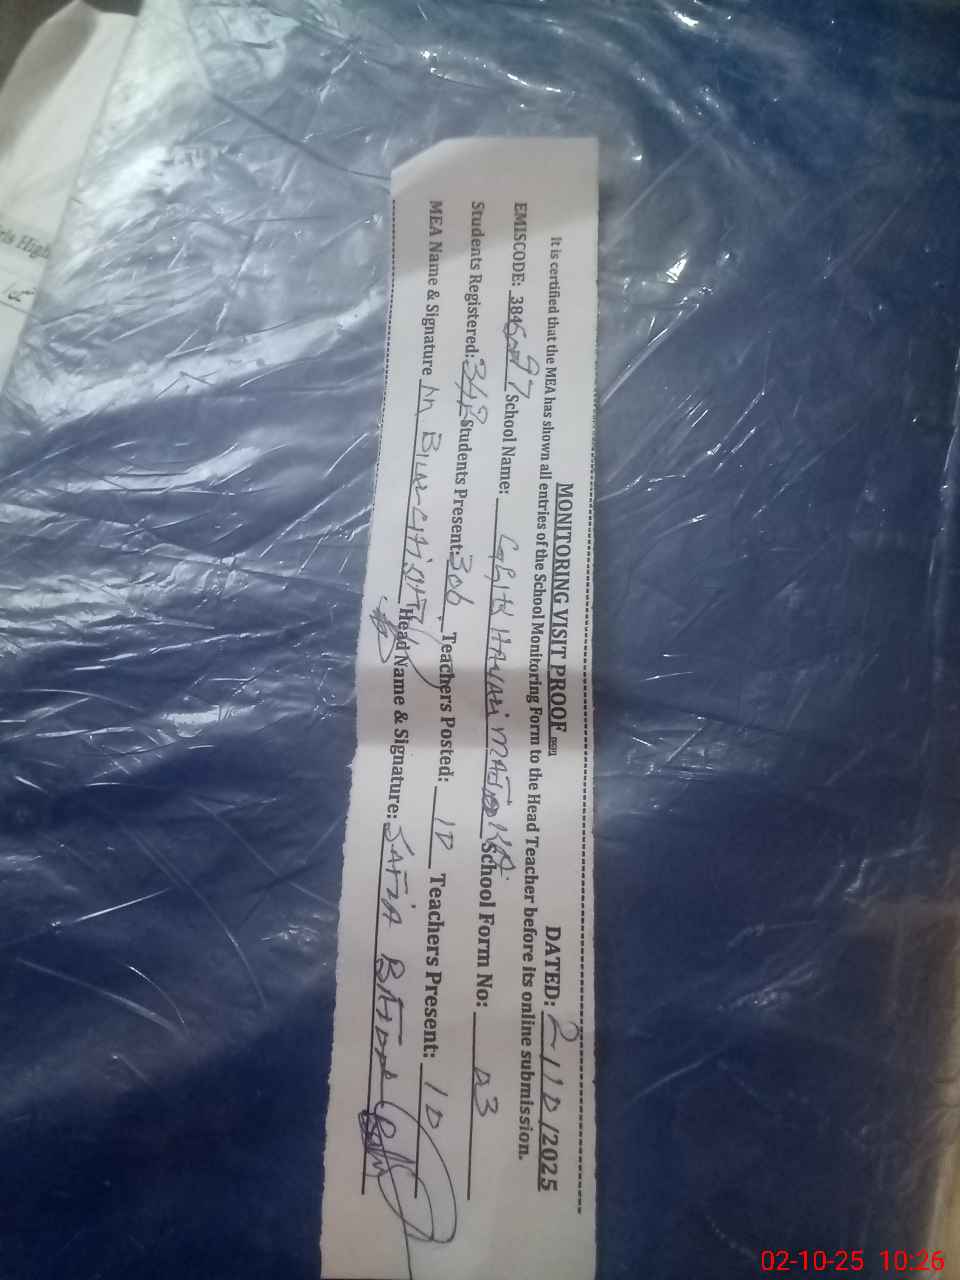 MONITORING VISIT PROOF DATED: 2/10/2025
It is certified that the MEA has shown all entries of the School Monitoring Form to the Head Teacher before its online submission.
EMISCODE: School Name: School Form No: 03
Students Registered: Students Present: 306 Teachers Posted: 10 Teachers Present: 10
MEA Name & Signature Head Name & Signature:
rls High
02-10-25 10:26